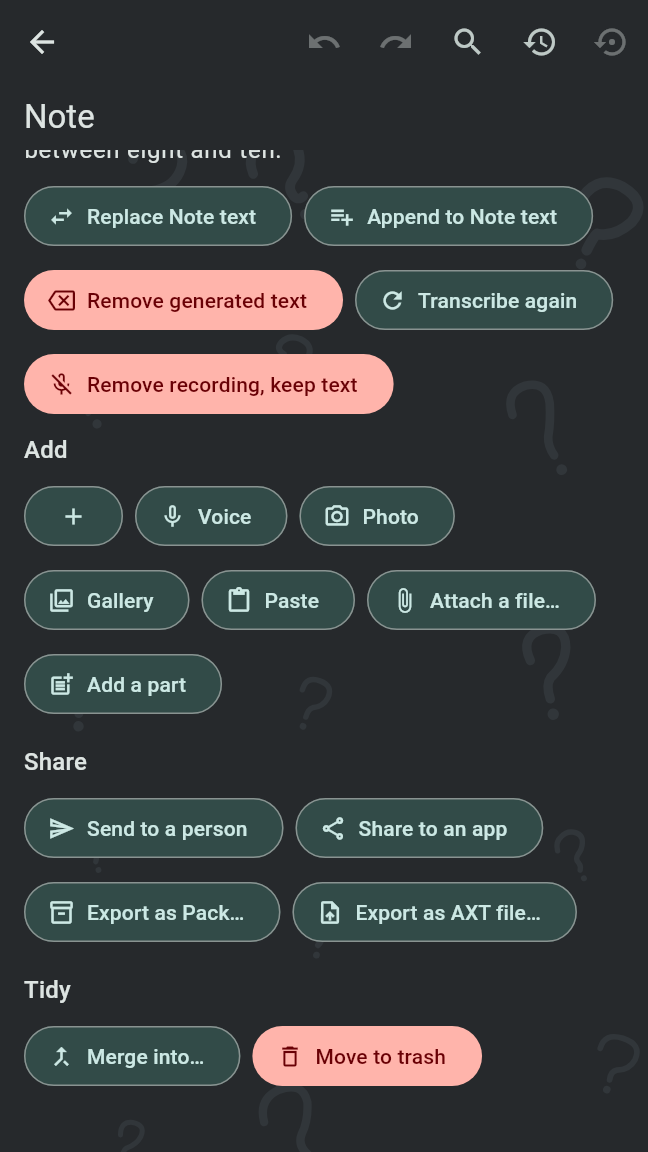 Note
between eight and ten.
Replace Note text
Append to Note text
Remove generated text
Transcribe again
Remove recording, keep text
Add
+
Voice
Photo
Gallery
Paste
Attach a file…
Add a part
Share
Send to a person
Share to an app
Export as Pack…
Export as AXT file…
Tidy
Merge into…
Move to trash